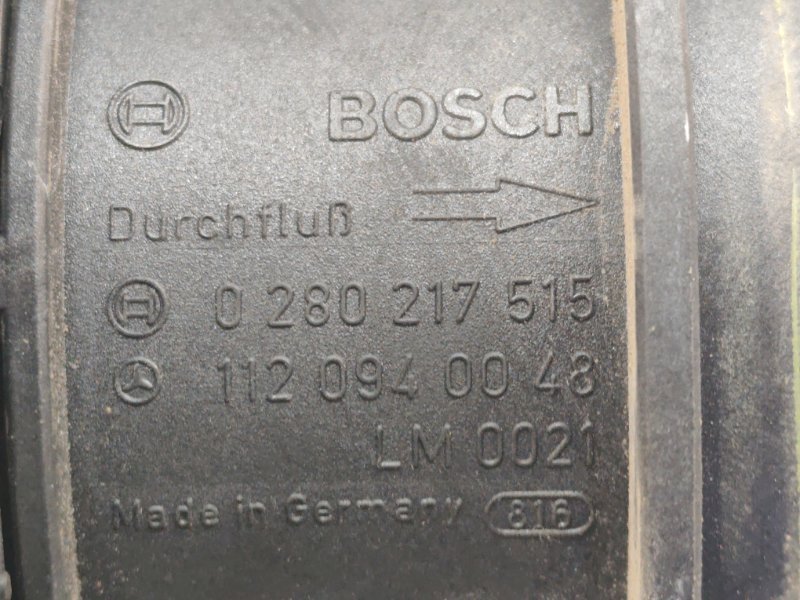 BOSCH
Durchfluß
0 280 217 515
112 094 00 48
LM 0021
Made in Germany 816